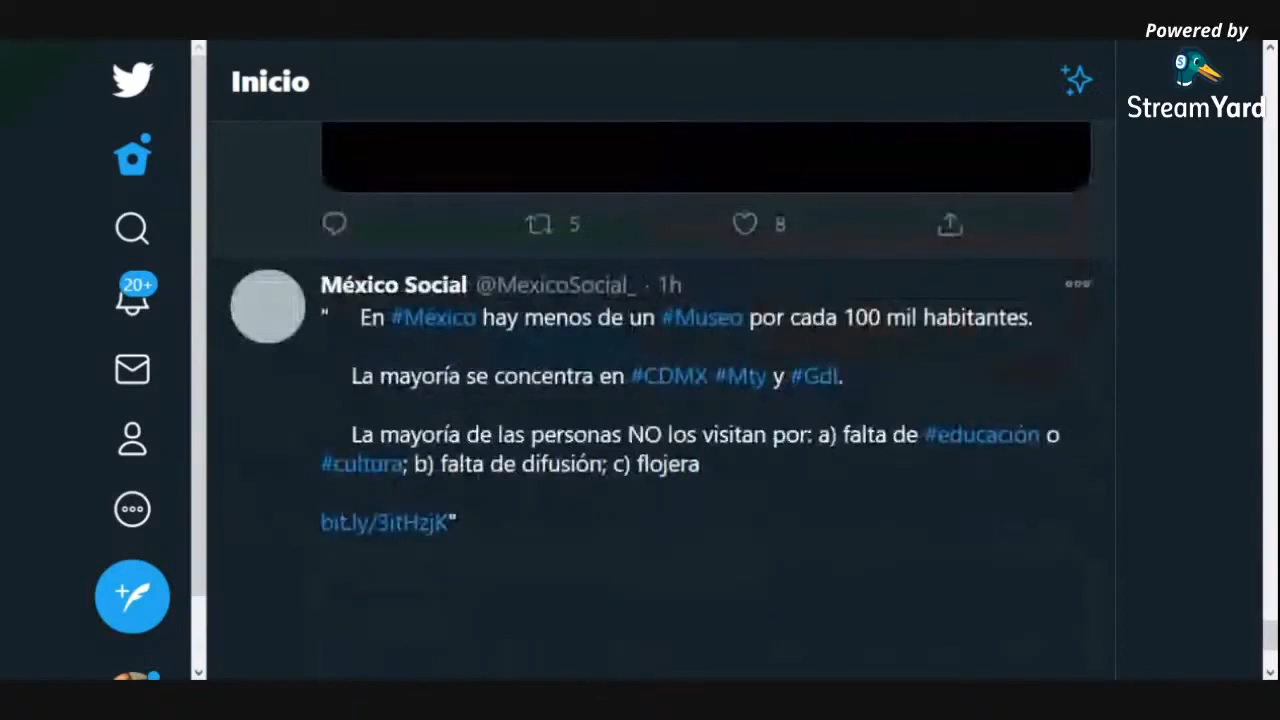 Powered by
StreamYard
Inicio
5
8
20+
México Social @MexicoSocial_ · 1h
" En #México hay menos de un #Museo por cada 100 mil habitantes.
La mayoría se concentra en #CDMX #Mty y #Gdl.
La mayoría de las personas NO los visitan por: a) falta de #educación o
#cultura; b) falta de difusión; c) flojera
bit.ly/3itHzjK"